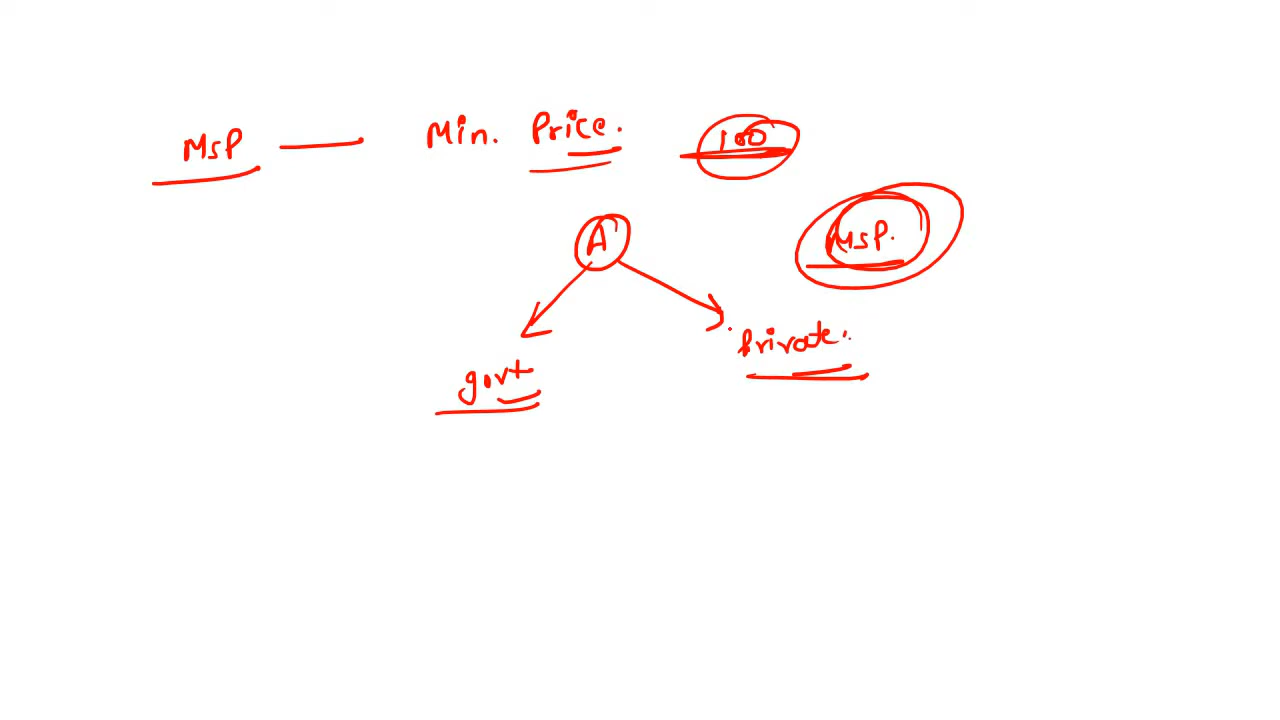 MSP — Min. Price. 100
A
MSP.
Private.
govt